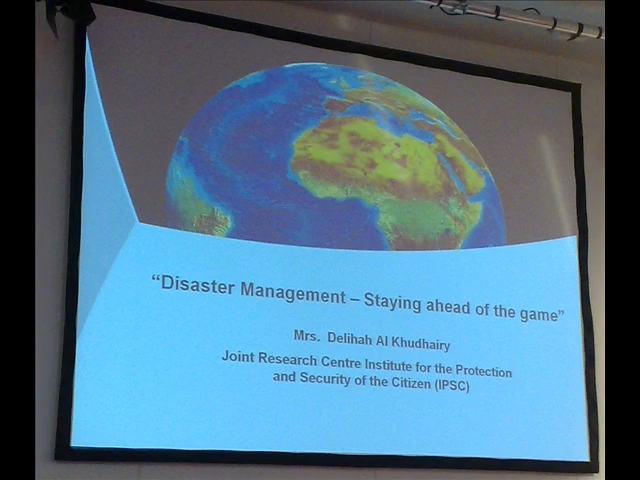 “Disaster Management – Staying ahead of the game”
Mrs. Delihah Al Khudhairy
Joint Research Centre Institute for the Protection
and Security of the Citizen (IPSC)